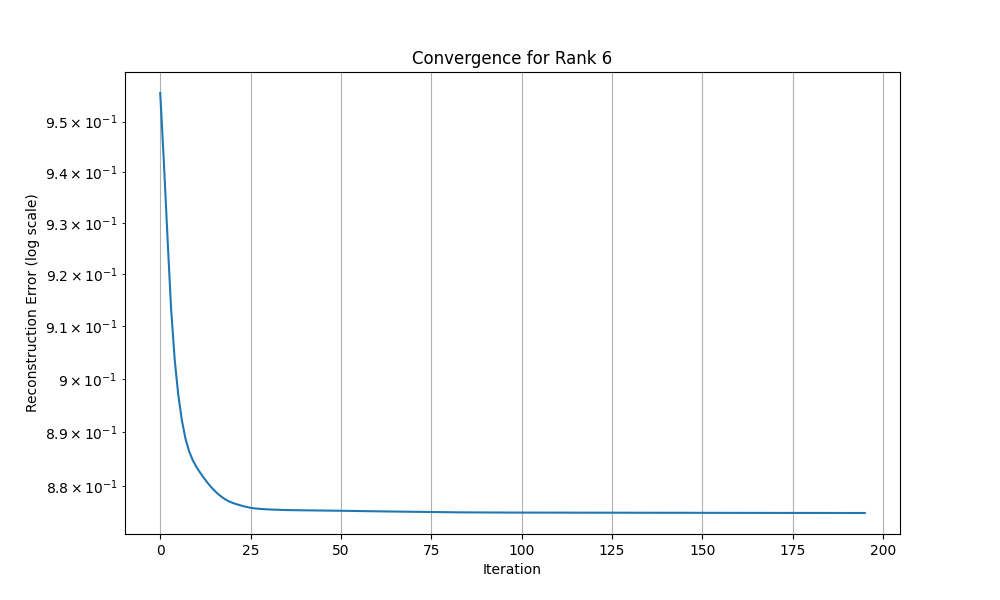 Convergence for Rank 6
Reconstruction Error (log scale)
9.5 × 10⁻¹
9.4 × 10⁻¹
9.3 × 10⁻¹
9.2 × 10⁻¹
9.1 × 10⁻¹
9 × 10⁻¹
8.9 × 10⁻¹
8.8 × 10⁻¹
0 25 50 75 100 125 150 175 200
Iteration